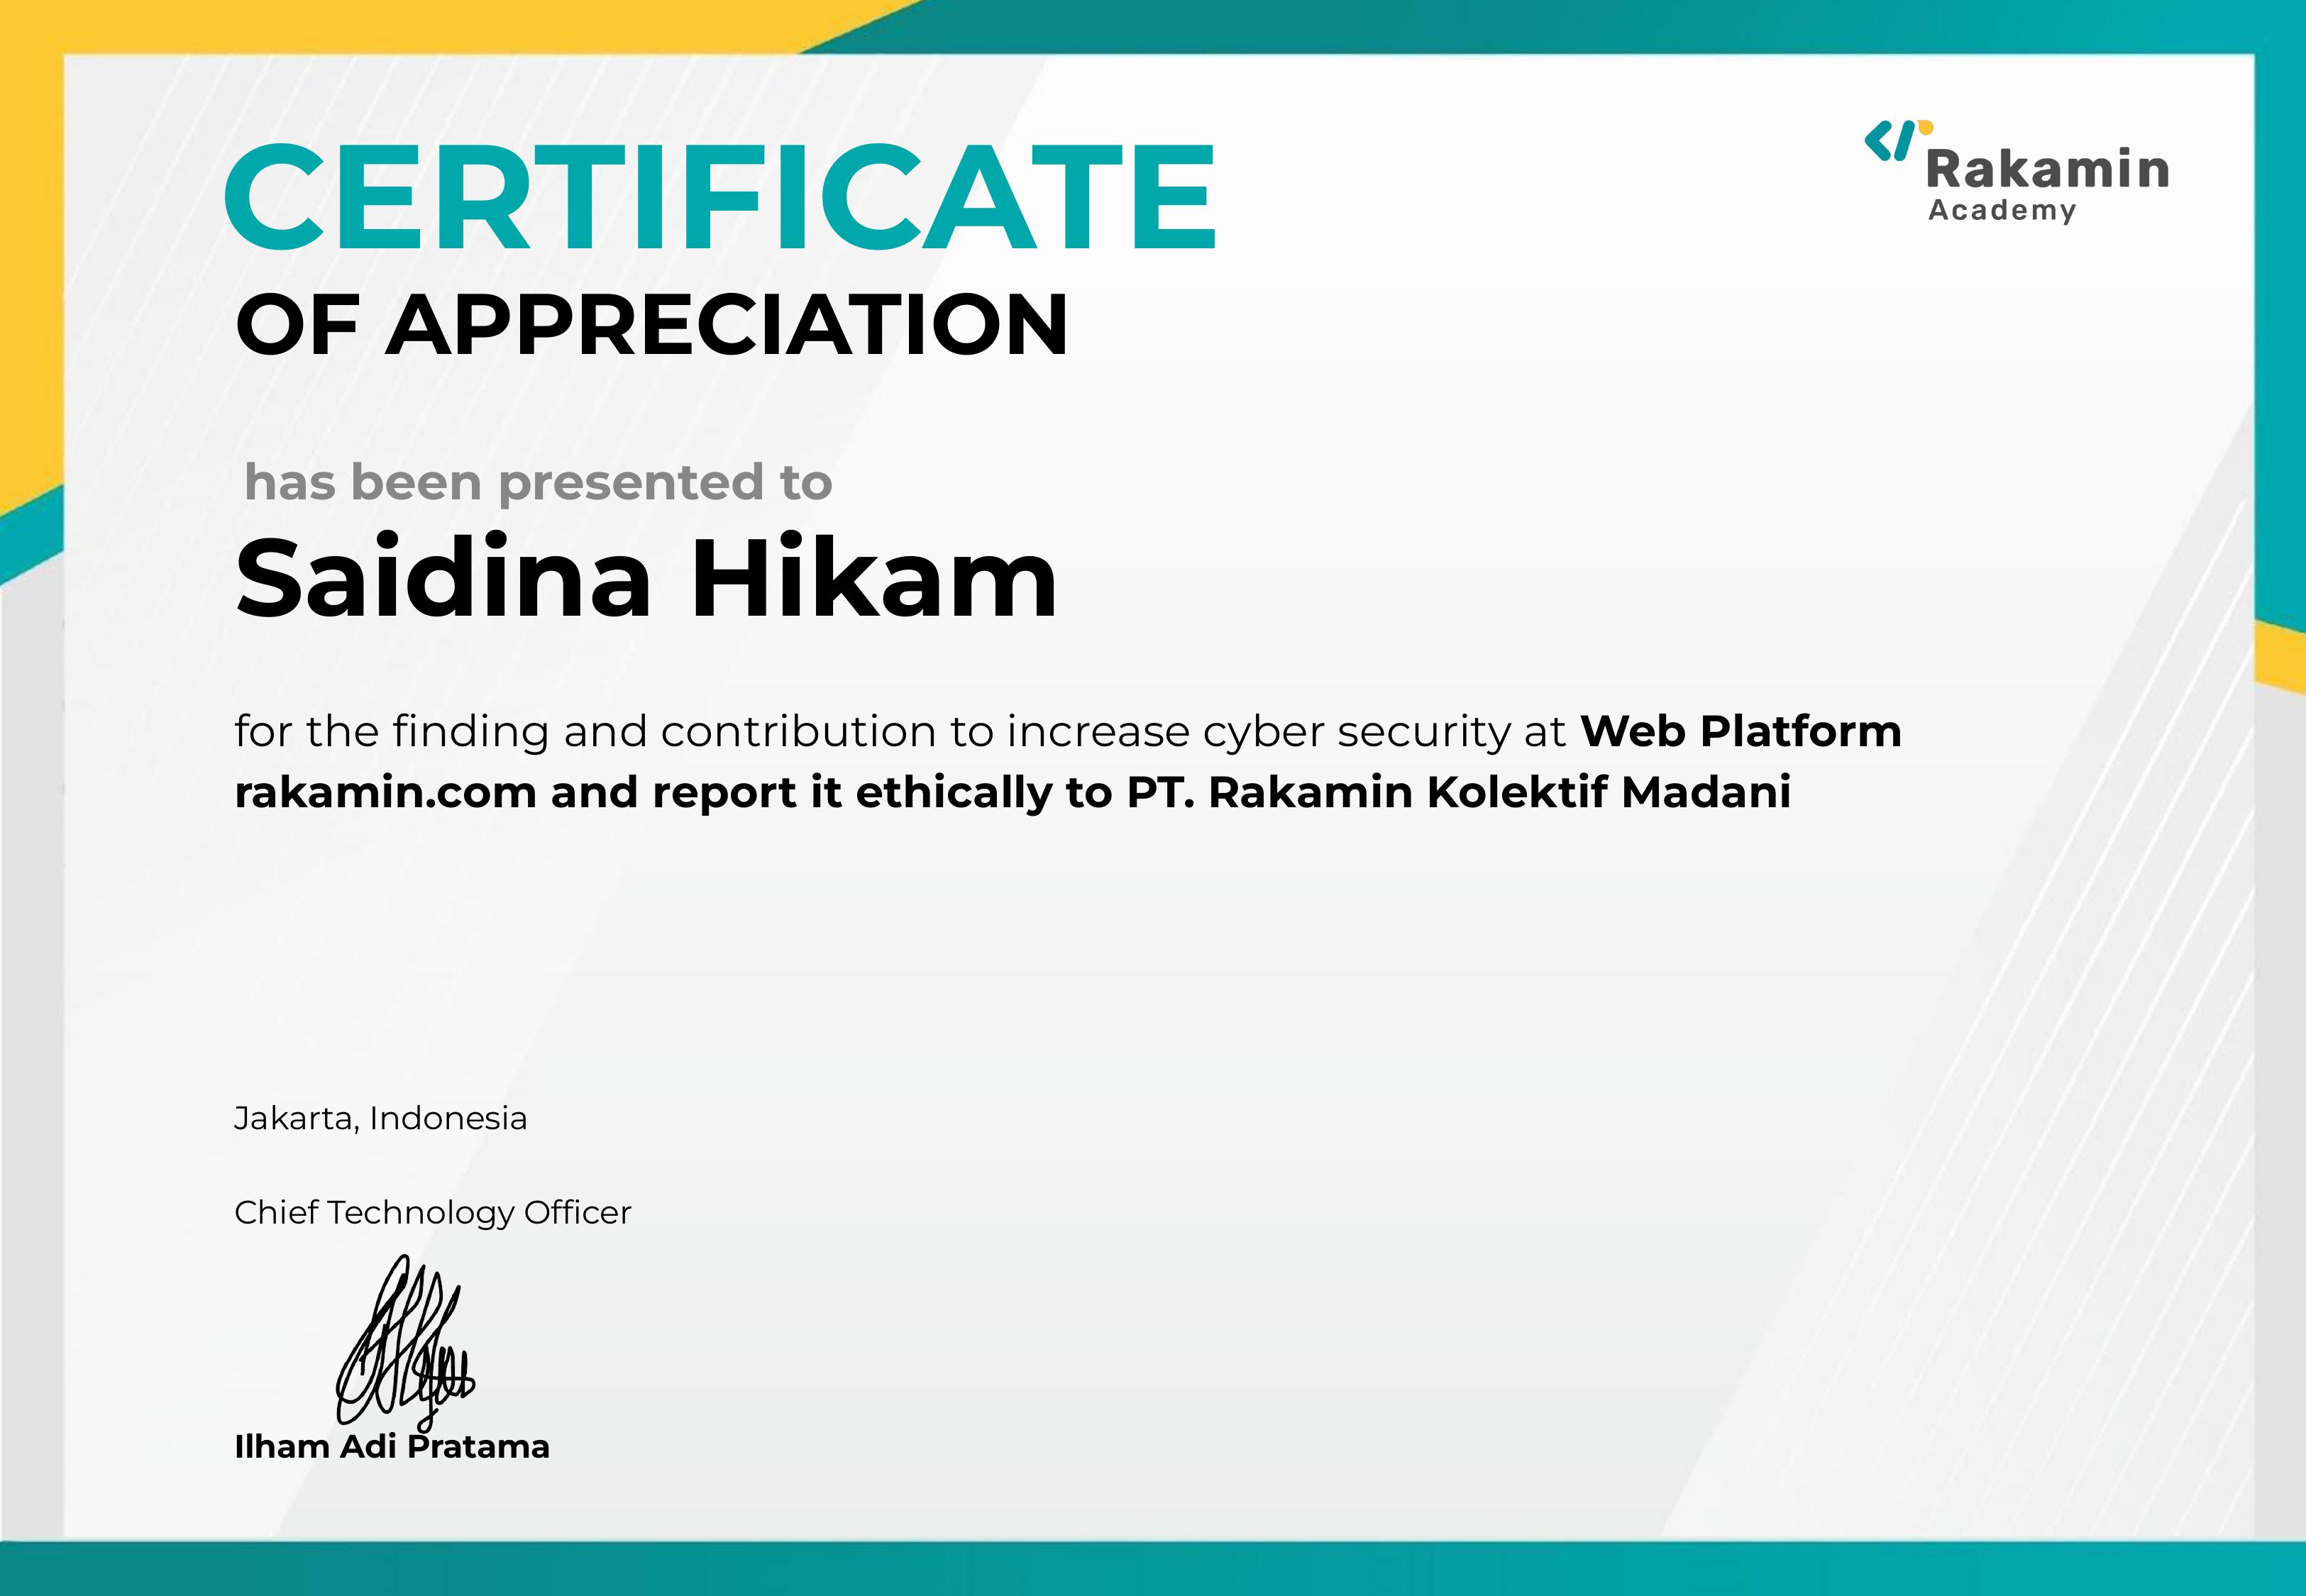 CERTIFICATE
Rakamin
Academy
OF APPRECIATION
has been presented to
Saidina Hikam
for the finding and contribution to increase cyber security at Web Platform
rakamin.com and report it ethically to PT. Rakamin Kolektif Madani
Jakarta, Indonesia
Chief Technology Officer
Ilham Adi Pratama